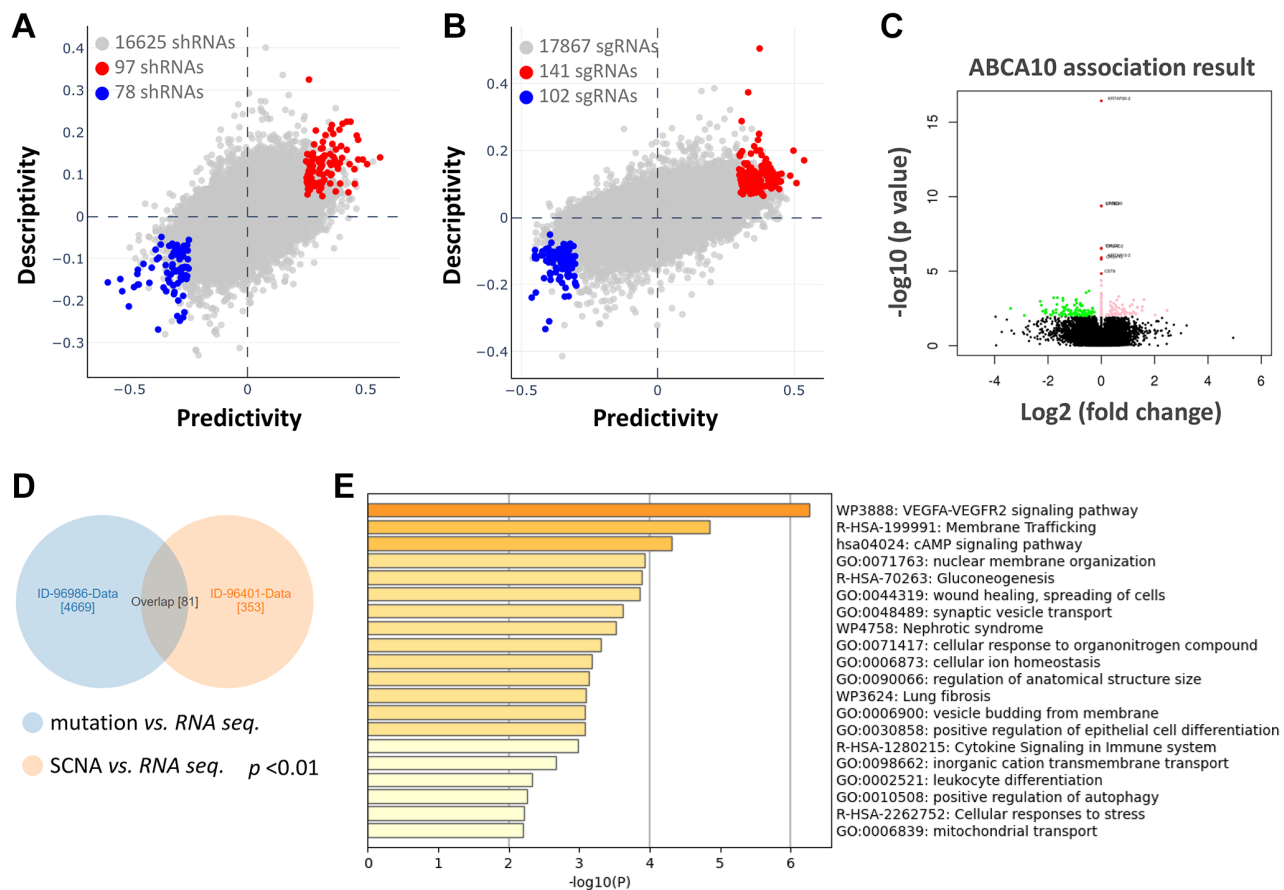 A
16625 shRNAs
97 shRNAs
78 shRNAs
0.4
0.3
0.2
0.1
0
−0.1
−0.2
−0.3
−0.5
0
0.5
Descriptivity
Predictivity
B
17867 sgRNAs
141 sgRNAs
102 sgRNAs
0.4
0.2
0
−0.2
−0.4
−0.5
0
0.5
Descriptivity
Predictivity
C
ABCA10 association result
15
10
5
0
-4
-2
0
2
4
6
-log10 (p value)
Log2 (fold change)
D
ID-96986-Data
[4669]
Overlap [81]
ID-96401-Data
[353]
mutation vs. RNA seq.
SCNA vs. RNA seq. p <0.01
E
WP3888: VEGFA-VEGFR2 signaling pathway
R-HSA-199991: Membrane Trafficking
hsa04024: cAMP signaling pathway
GO:0071763: nuclear membrane organization
R-HSA-70263: Gluconeogenesis
GO:0044319: wound healing, spreading of cells
GO:0048489: synaptic vesicle transport
WP4758: Nephrotic syndrome
GO:0071417: cellular response to organonitrogen compound
GO:0006873: cellular ion homeostasis
GO:0090066: regulation of anatomical structure size
WP3624: Lung fibrosis
GO:0006900: vesicle budding from membrane
GO:0030858: positive regulation of epithelial cell differentiation
R-HSA-1280215: Cytokine Signaling in Immune system
GO:0098662: inorganic cation transmembrane transport
GO:0002521: leukocyte differentiation
GO:0010508: positive regulation of autophagy
R-HSA-2262752: Cellular responses to stress
GO:0006839: mitochondrial transport
0
1
2
3
4
5
6
-log10(P)